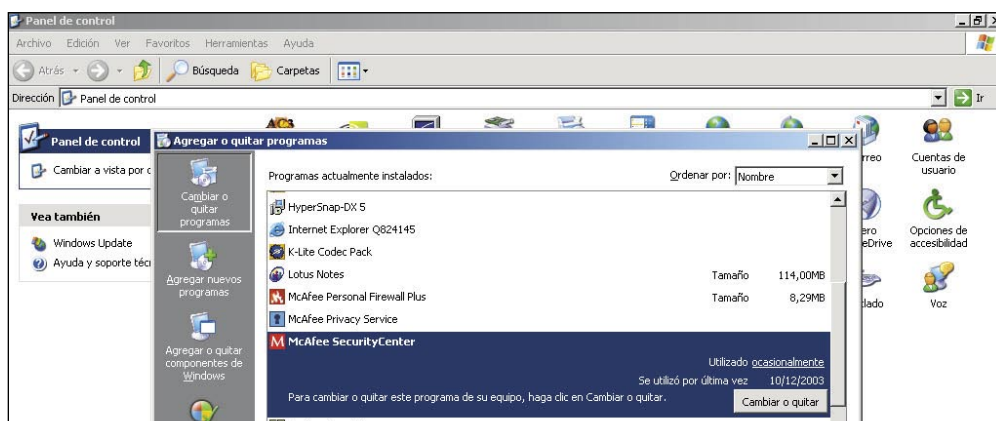 Panel de control
Archivo Edición Ver Favoritos Herramientas Ayuda
Atrás Búsqueda Carpetas
Dirección Panel de control Ir
Panel de control
Cambiar a vista por c
Vea también
Windows Update
Ayuda y soporte téc
Agregar o quitar programas
Cambiar o
quitar
programas
Agregar nuevos
programas
Agregar o quitar
componentes de
Windows
Programas actualmente instalados:
Ordenar por: Nombre
HyperSnap-DX 5
Internet Explorer Q824145
K-Lite Codec Pack
Lotus Notes Tamaño 114,00MB
McAfee Personal Firewall Plus Tamaño 8,29MB
McAfee Privacy Service
McAfee SecurityCenter
Utilizado ocasionalmente
Se utilizó por última vez 10/12/2003
Para cambiar o quitar este programa de su equipo, haga clic en Cambiar o quitar.
Cambiar o quitar
rreo
Cuentas de
usuario
ero
eDrive
Opciones de
accesibilidad
lado
Voz